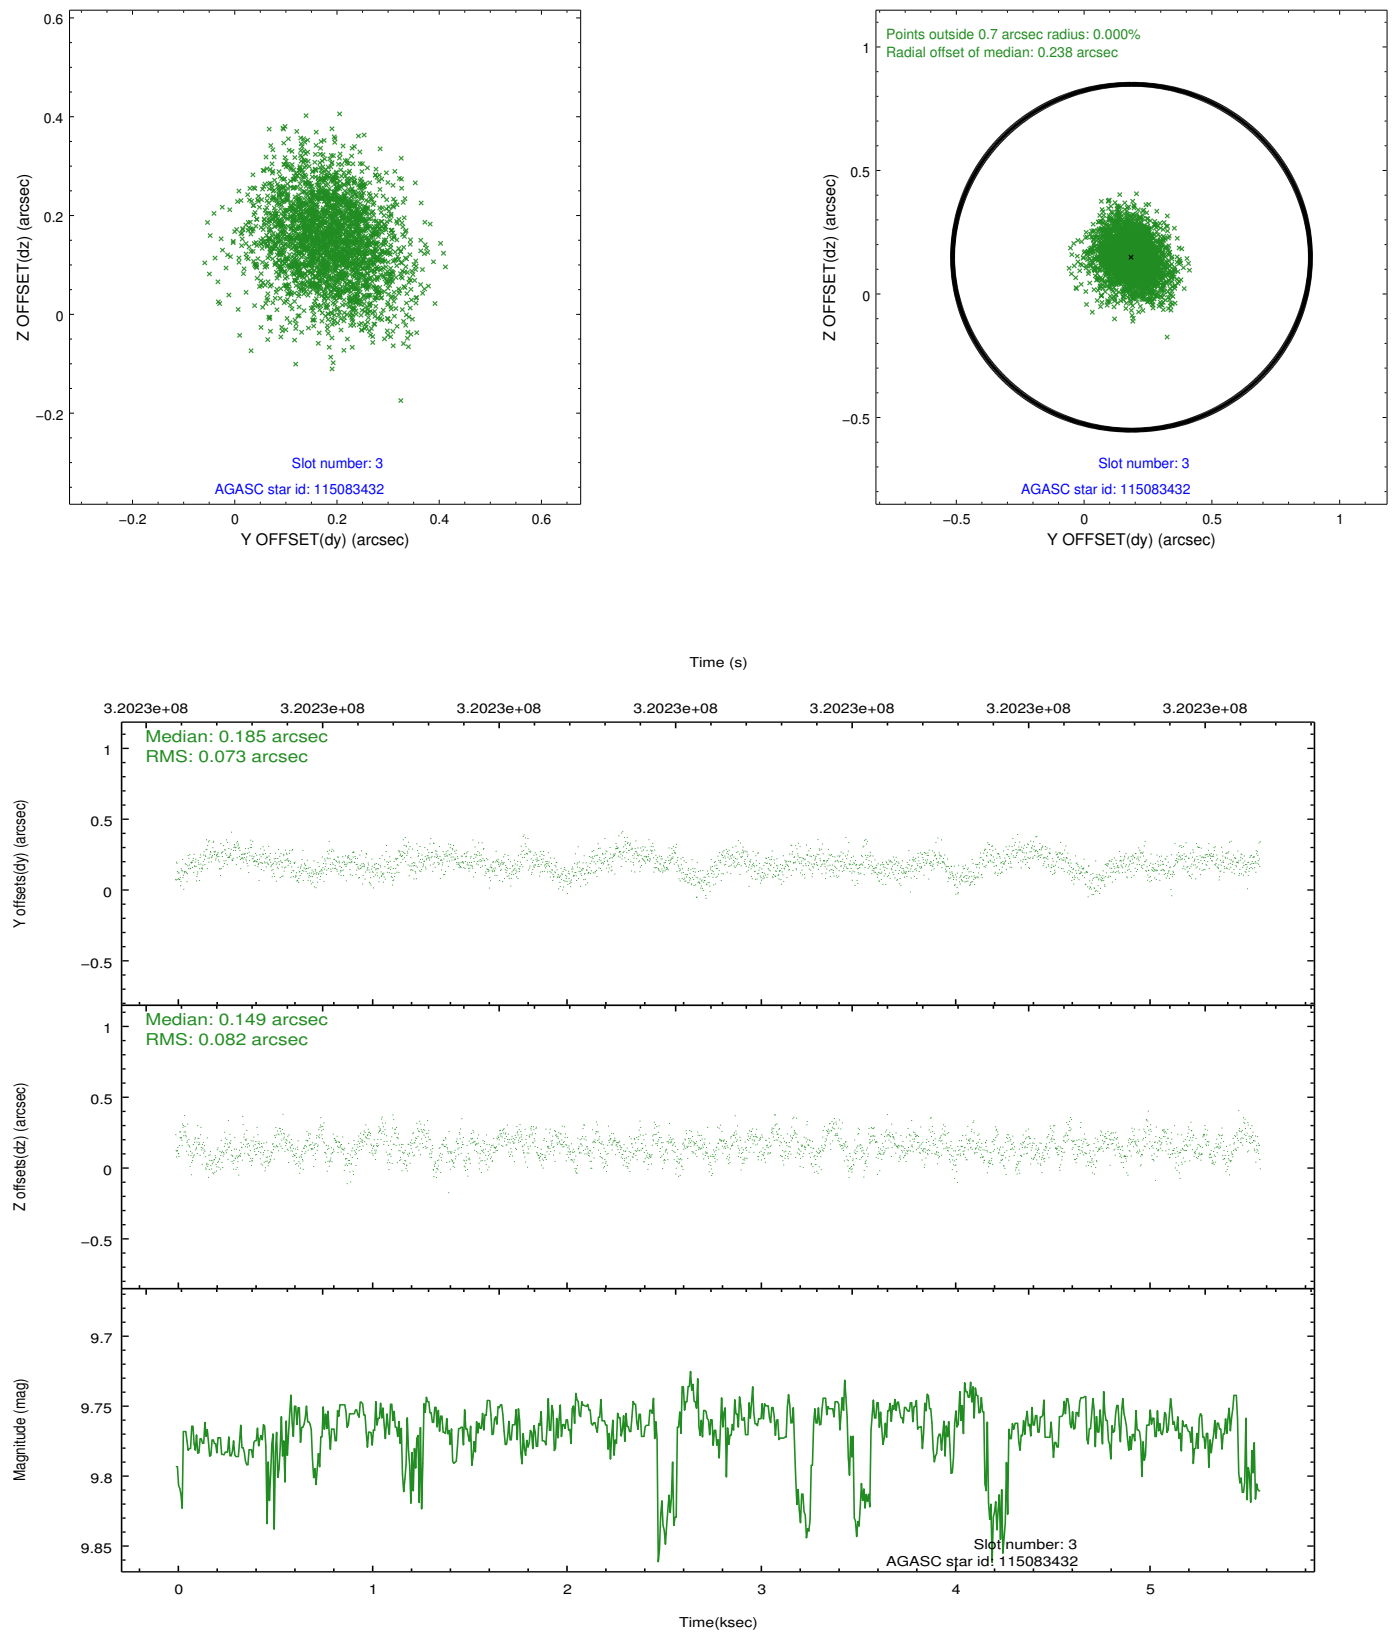 0.6
0.4
0.2
0
−0.2
Z OFFSET(dz) (arcsec)
Slot number: 3
AGASC star id: 115083432
−0.2 0 0.2 0.4 0.6
Y OFFSET(dy) (arcsec)
Points outside 0.7 arcsec radius: 0.000%
Radial offset of median: 0.238 arcsec
1
0.5
0
−0.5
Z OFFSET(dz) (arcsec)
Slot number: 3
AGASC star id: 115083432
−0.5 0 0.5 1
Y OFFSET(dy) (arcsec)
Time (s)
3.2023e+08 3.2023e+08 3.2023e+08 3.2023e+08 3.2023e+08 3.2023e+08 3.2023e+08
Median: 0.185 arcsec
RMS: 0.073 arcsec
1
0.5
0
−0.5
Y offsets(dy) (arcsec)
Median: 0.149 arcsec
RMS: 0.082 arcsec
1
0.5
0
−0.5
Z offsets(dz) (arcsec)
9.7
9.75
9.8
9.85
Magnitude (mag)
Slot number: 3
AGASC star id: 115083432
0 1 2 3 4 5
Time(ksec)